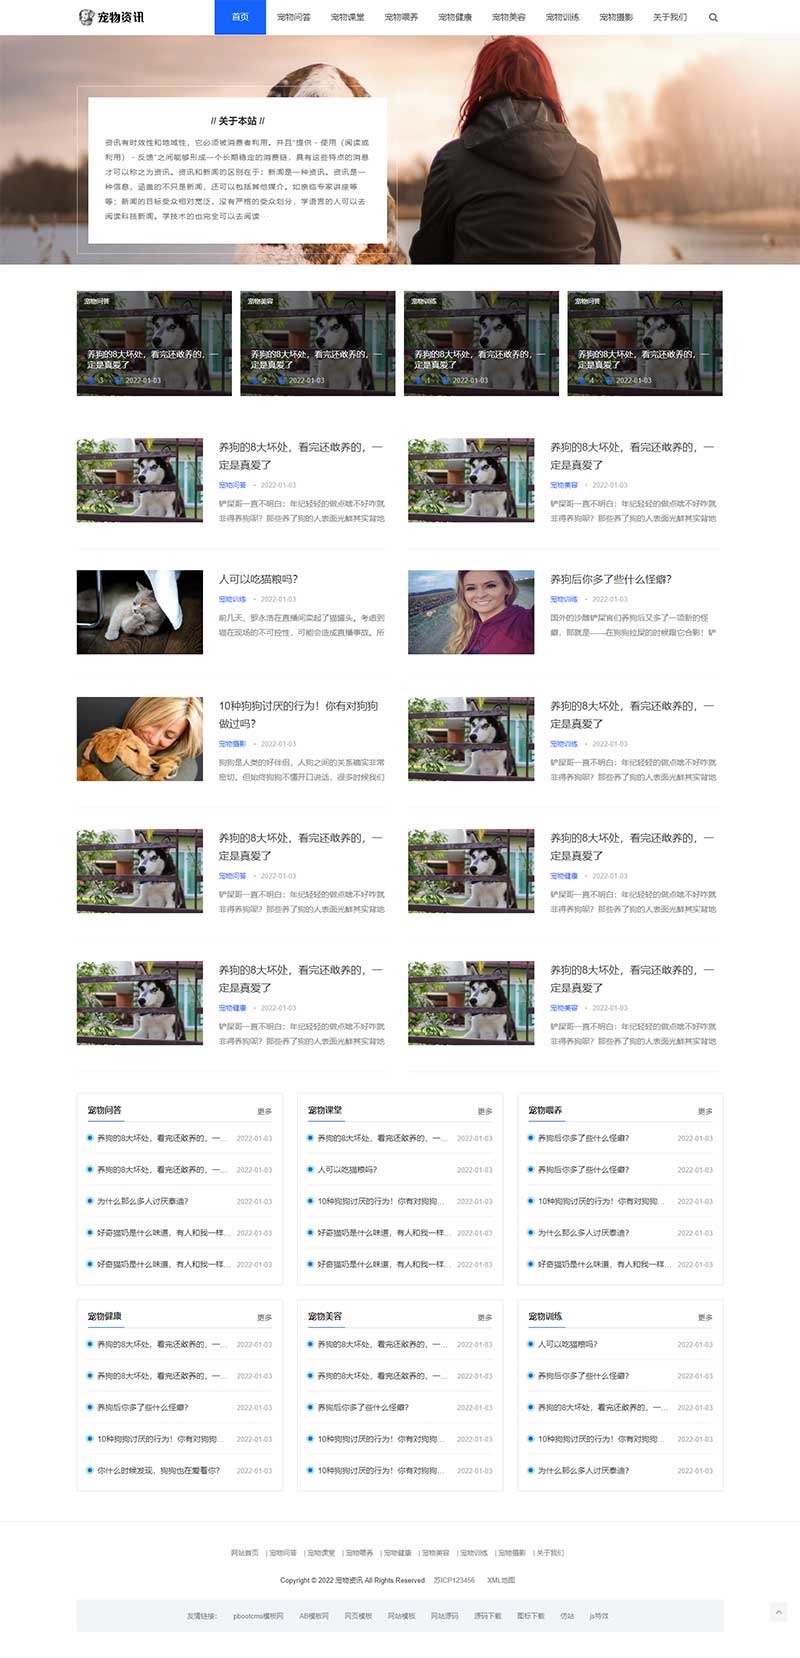 宠物资讯
首页 宠物问答 宠物课堂 宠物喂养 宠物健康 宠物美容 宠物训练 宠物摄影 关于我们
// 关于本站 //
资讯有时效性和地域性，它必须被消费者利用。并且“提供－使用（阅读或
利用）－反馈”之间能够形成一个长期稳定的消费链，具有这些特点的消息
才可以称之为资讯。资讯和新闻的区别在于：新闻是一种资讯。资讯是一
种信息，涵盖的不只是新闻，还可以包括其他媒介。如亲临专家讲座等
等；新闻的目标受众相对宽泛，没有严格的受众划分，学语言的人可以去
阅读科技新闻。学技术的也完全可以去阅读···
宠物问答
养狗的8大坏处，看完还敢养的，一
定是真爱了
3 2022-01-03
宠物美容
养狗的8大坏处，看完还敢养的，一
定是真爱了
2 2022-01-03
宠物训练
养狗的8大坏处，看完还敢养的，一
定是真爱了
1 2022-01-03
宠物问答
养狗的8大坏处，看完还敢养的，一
定是真爱了
4 2022-01-03
养狗的8大坏处，看完还敢养的，一
定是真爱了
宠物问答 • 2022-01-03
铲屎哥一直不明白：年纪轻轻的做点啥不好咋就
非得养狗呢？那些养了狗的人表面光鲜其实背地
养狗的8大坏处，看完还敢养的，一
定是真爱了
宠物美容 • 2022-01-03
铲屎哥一直不明白：年纪轻轻的做点啥不好咋就
非得养狗呢？那些养了狗的人表面光鲜其实背地
人可以吃猫粮吗？
宠物训练 • 2022-01-03
前几天，罗永浩在直播间卖起了猫罐头。考虑到
猫在现场的不可控性，可能会造成直播事故。所
养狗后你多了些什么怪癖？
宠物训练 • 2022-01-03
国外的沙雕铲屎官们养狗后又多了一项新的怪
癖，那就是——在狗狗拉屎的时候跟它合影！铲
10种狗狗讨厌的行为！你有对狗狗
做过吗？
宠物摄影 • 2022-01-03
狗狗是人类的好伴侣，人狗之间的关系确实非常
密切。但始终狗狗不懂开口说话，很多时候我们
养狗的8大坏处，看完还敢养的，一
定是真爱了
宠物训练 • 2022-01-03
铲屎哥一直不明白：年纪轻轻的做点啥不好咋就
非得养狗呢？那些养了狗的人表面光鲜其实背地
养狗的8大坏处，看完还敢养的，一
定是真爱了
宠物问答 • 2022-01-03
铲屎哥一直不明白：年纪轻轻的做点啥不好咋就
非得养狗呢？那些养了狗的人表面光鲜其实背地
养狗的8大坏处，看完还敢养的，一
定是真爱了
宠物健康 • 2022-01-03
铲屎哥一直不明白：年纪轻轻的做点啥不好咋就
非得养狗呢？那些养了狗的人表面光鲜其实背地
养狗的8大坏处，看完还敢养的，一
定是真爱了
宠物健康 • 2022-01-03
铲屎哥一直不明白：年纪轻轻的做点啥不好咋就
非得养狗呢？那些养了狗的人表面光鲜其实背地
养狗的8大坏处，看完还敢养的，一
定是真爱了
宠物美容 • 2022-01-03
铲屎哥一直不明白：年纪轻轻的做点啥不好咋就
非得养狗呢？那些养了狗的人表面光鲜其实背地
宠物问答 更多
养狗的8大坏处，看完还敢养的，一... 2022-01-03
养狗的8大坏处，看完还敢养的，一... 2022-01-03
为什么那么多人讨厌泰迪？ 2022-01-03
好奇猫奶是什么味道，有人和我一样... 2022-01-03
好奇猫奶是什么味道，有人和我一样... 2022-01-03
宠物课堂 更多
养狗的8大坏处，看完还敢养的，一... 2022-01-03
人可以吃猫粮吗？ 2022-01-03
10种狗狗讨厌的行为！你有对狗狗... 2022-01-03
好奇猫奶是什么味道，有人和我一样... 2022-01-03
好奇猫奶是什么味道，有人和我一样... 2022-01-03
宠物喂养 更多
养狗后你多了些什么怪癖？ 2022-01-03
养狗后你多了些什么怪癖？ 2022-01-03
10种狗狗讨厌的行为！你有对狗狗... 2022-01-03
为什么那么多人讨厌泰迪？ 2022-01-03
好奇猫奶是什么味道，有人和我一样... 2022-01-03
宠物健康 更多
养狗的8大坏处，看完还敢养的，一... 2022-01-03
养狗的8大坏处，看完还敢养的，一... 2022-01-03
养狗后你多了些什么怪癖？ 2022-01-03
10种狗狗讨厌的行为！你有对狗狗... 2022-01-03
你什么时候发现，狗狗也在爱着你？ 2022-01-03
宠物美容 更多
养狗的8大坏处，看完还敢养的，一... 2022-01-03
养狗的8大坏处，看完还敢养的，一... 2022-01-03
养狗后你多了些什么怪癖？ 2022-01-03
10种狗狗讨厌的行为！你有对狗狗... 2022-01-03
10种狗狗讨厌的行为！你有对狗狗... 2022-01-03
宠物训练 更多
人可以吃猫粮吗？ 2022-01-03
养狗后你多了些什么怪癖？ 2022-01-03
养狗的8大坏处，看完还敢养的，一... 2022-01-03
10种狗狗讨厌的行为！你有对狗狗... 2022-01-03
为什么那么多人讨厌泰迪？ 2022-01-03
网站首页 | 宠物问答 | 宠物课堂 | 宠物喂养 | 宠物健康 | 宠物美容 | 宠物训练 | 宠物摄影 | 关于我们
Copyright © 2022 宠物资讯 All Rights Reserved 苏ICP123456 XML地图
友情链接： pbootcms模板网 AB模板网 网页模板 网站模板 网站源码 源码下载 图标下载 仿站 js特效